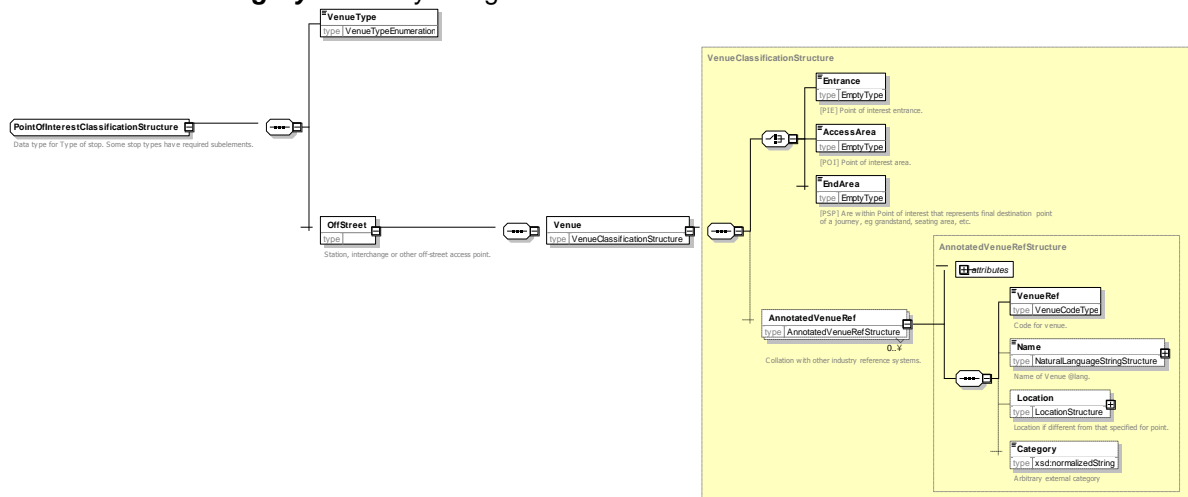 VenueType
type VenueTypeEnumeration
VenueClassificationStructure
Entrance
type EmptyType
[PIE] Point of interest entrance.
PointOfInterestClassificationStructure
Data type for Type of stop. Some stop types have required subelements.
AccessArea
type EmptyType
[POI] Point of interest area.
EndArea
type EmptyType
[PSP] Are within Point of interest that represents final destination point
of a journey, eg grandstand, seating area, etc.
OffStreet
type
Station, interchange or other off-street access point.
Venue
type VenueClassificationStructure
AnnotatedVenueRefStructure
attributes
AnnotatedVenueRef
type AnnotatedVenueRefStructure
0..¥
Collation with other industry reference systems.
VenueRef
type VenueCodeType
Code for venue.
Name
type NaturalLanguageStringStructure
Name of Venue @lang.
Location
type LocationStructure
Location if different from that specified for point.
Category
type xsd:normalizedString
Arbitrary external category